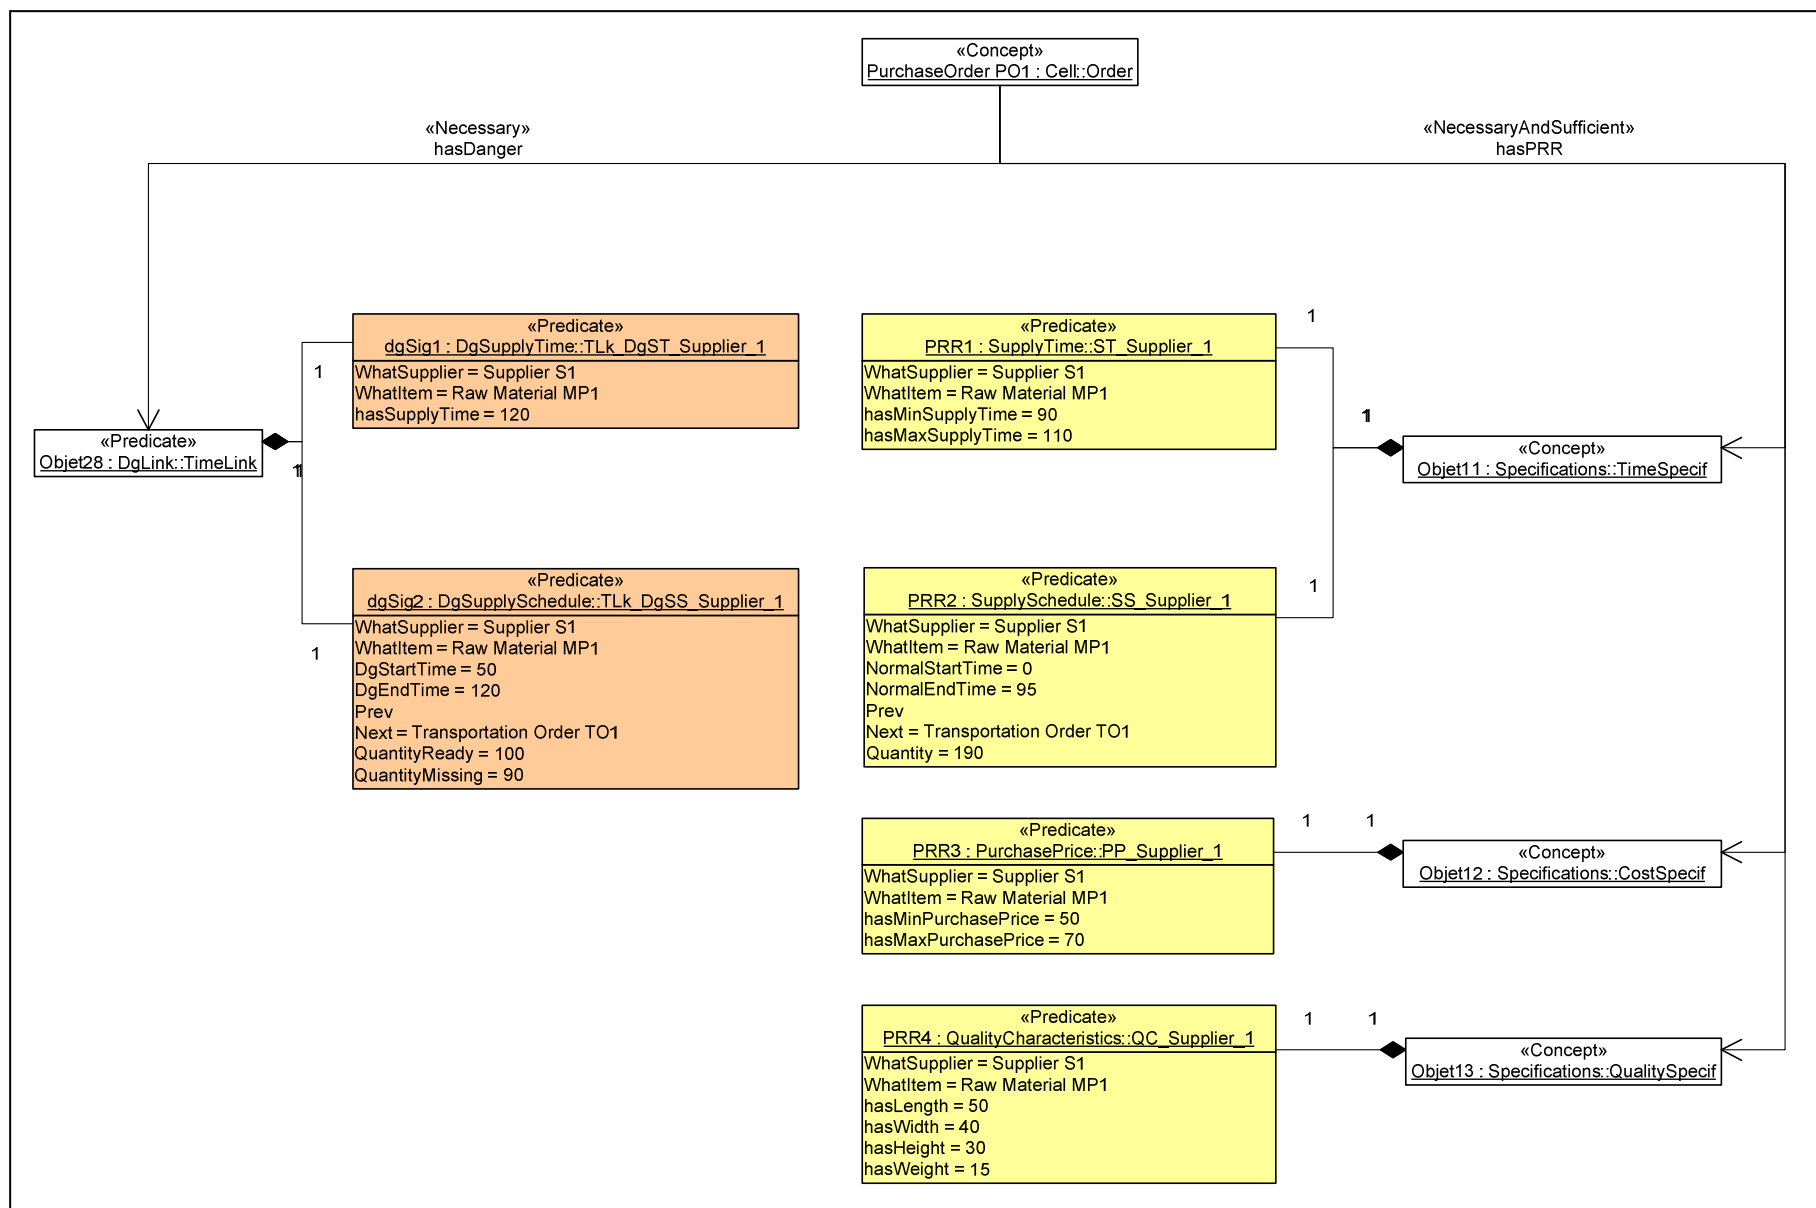 «Concept»
PurchaseOrder PO1 : Cell::Order
«Necessary»
hasDanger
«NecessaryAndSufficient»
hasPRR
«Predicate»
Objet28 : DgLink::TimeLink
1
1
1
1
«Predicate»
dgSig1 : DgSupplyTime::TLk_DgST_Supplier_1
WhatSupplier = Supplier S1
WhatItem = Raw Material MP1
hasSupplyTime = 120
«Predicate»
dgSig2 : DgSupplySchedule::TLk_DgSS_Supplier_1
WhatSupplier = Supplier S1
WhatItem = Raw Material MP1
DgStartTime = 50
DgEndTime = 120
Prev
Next = Transportation Order TO1
QuantityReady = 100
QuantityMissing = 90
«Predicate»
PRR1 : SupplyTime::ST_Supplier_1
WhatSupplier = Supplier S1
WhatItem = Raw Material MP1
hasMinSupplyTime = 90
hasMaxSupplyTime = 110
1
1
1
«Concept»
Objet11 : Specifications::TimeSpecif
«Predicate»
PRR2 : SupplySchedule::SS_Supplier_1
WhatSupplier = Supplier S1
WhatItem = Raw Material MP1
NormalStartTime = 0
NormalEndTime = 95
Prev
Next = Transportation Order TO1
Quantity = 190
1
«Predicate»
PRR3 : PurchasePrice::PP_Supplier_1
WhatSupplier = Supplier S1
WhatItem = Raw Material MP1
hasMinPurchasePrice = 50
hasMaxPurchasePrice = 70
1
1
«Concept»
Objet12 : Specifications::CostSpecif
«Predicate»
PRR4 : QualityCharacteristics::QC_Supplier_1
WhatSupplier = Supplier S1
WhatItem = Raw Material MP1
hasLength = 50
hasWidth = 40
hasHeight = 30
hasWeight = 15
1
1
«Concept»
Objet13 : Specifications::QualitySpecif